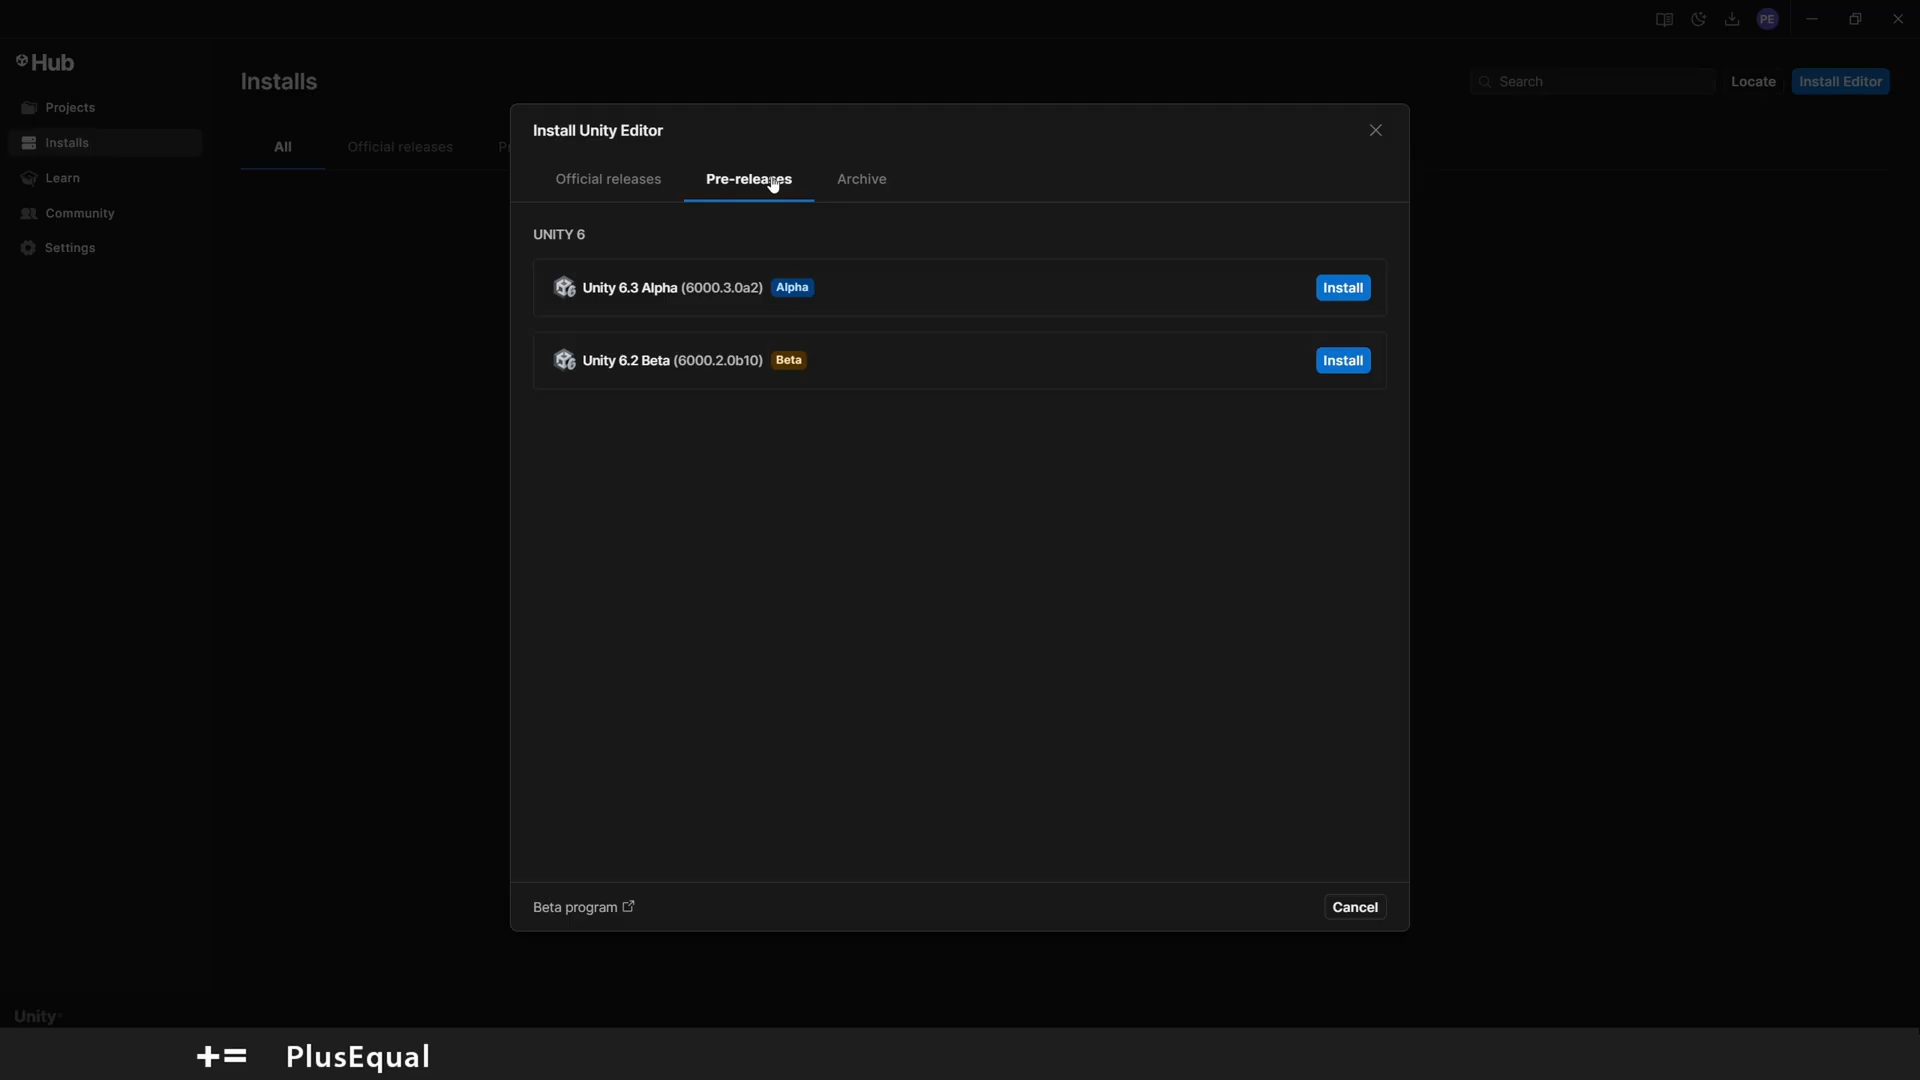 PE
Hub
Installs
Search
Locate
Install Editor
Projects
Installs
Learn
Community
Settings
All
Official releases
Install Unity Editor
Official releases
Pre-releases
Archive
UNITY 6
Unity 6.3 Alpha (6000.3.0a2) Alpha
Install
Unity 6.2 Beta (6000.2.0b10) Beta
Install
Beta program
Cancel
Unity
+= PlusEqual